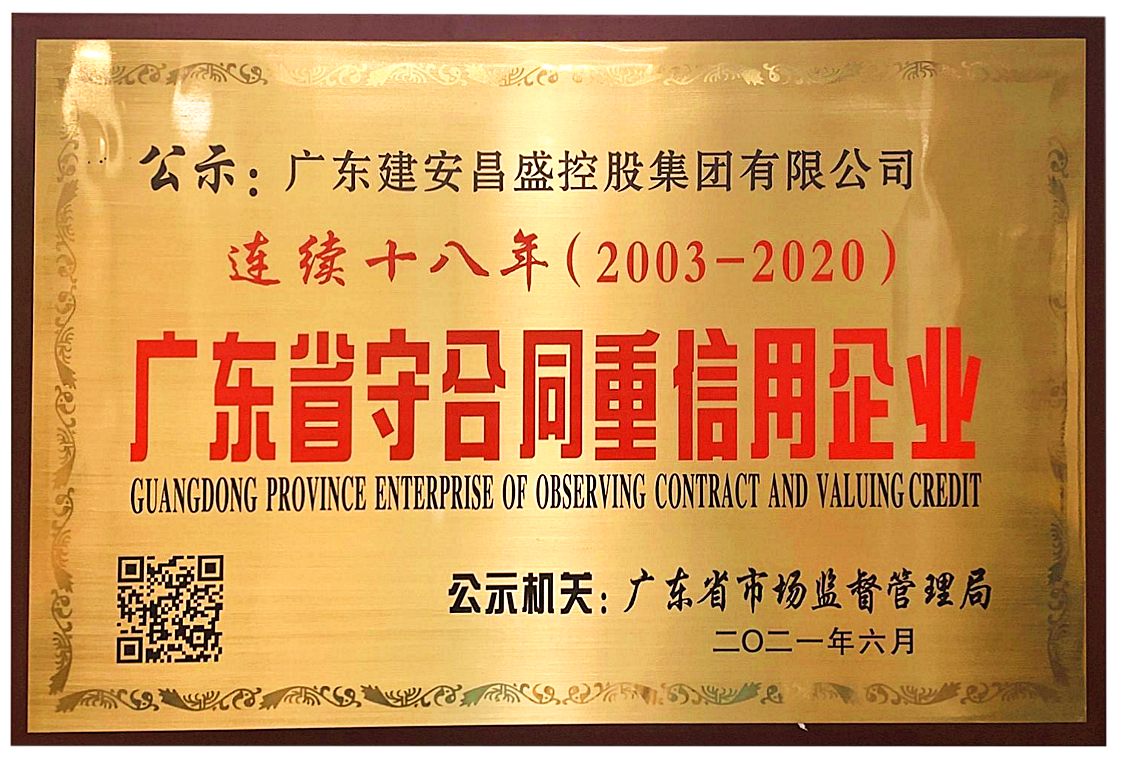 公示：广东建安昌盛控股集团有限公司
连续十八年(2003-2020)
广东省守合同重信用企业
GUANGDONG PROVINCE ENTERPRISE OF OBSERVING CONTRACT AND VALUING CREDIT
公示机关：广东省市场监督管理局
二〇二一年六月